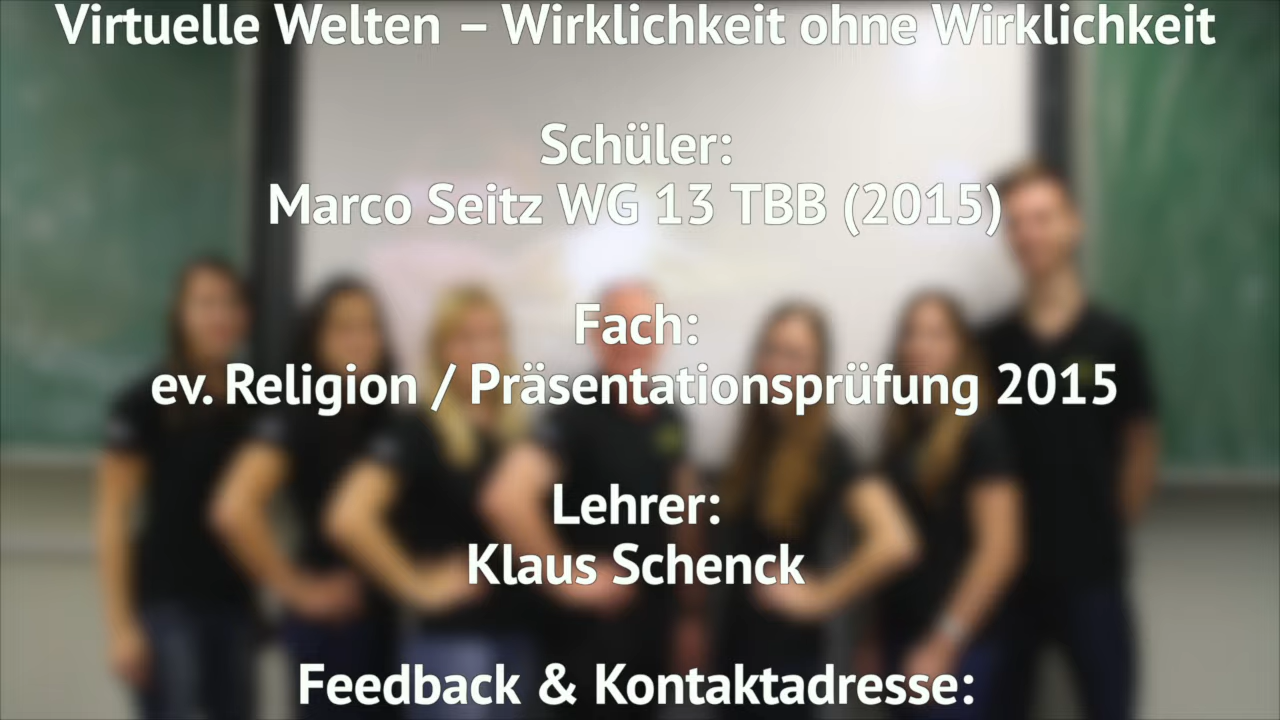 Virtuelle Welten – Wirklichkeit ohne Wirklichkeit
Schüler:
Marco Seitz WG 13 TBB (2015)
Fach:
ev. Religion / Präsentationsprüfung 2015
Lehrer:
Klaus Schenck
Feedback & Kontaktadresse: